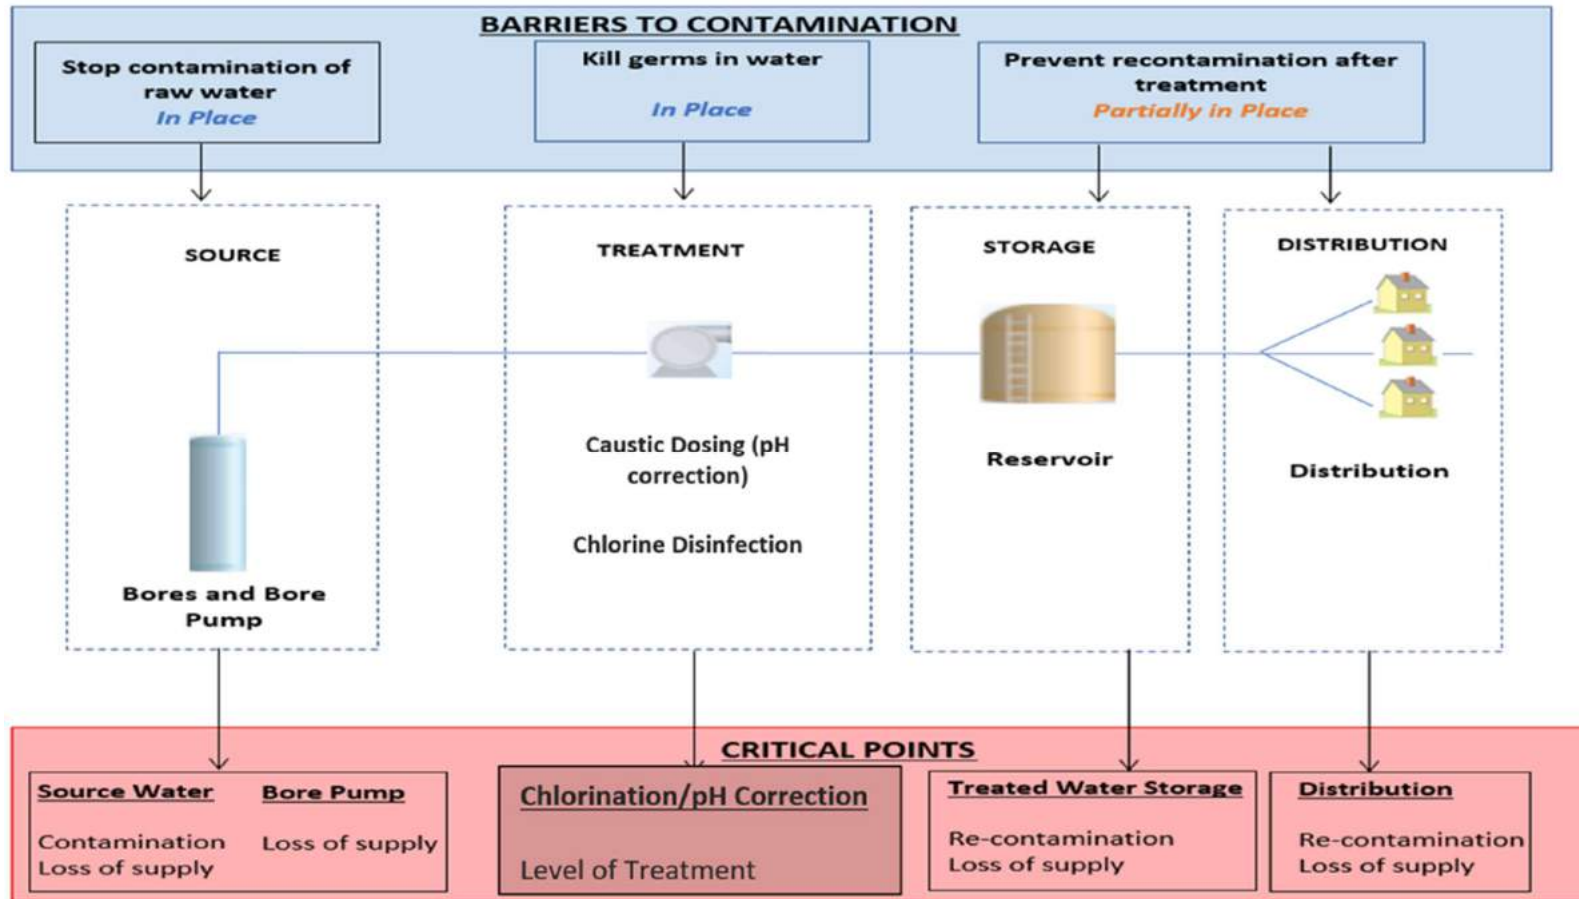 BARRIERS TO CONTAMINATION
Stop contamination of
raw water
In Place
Kill germs in water
In Place
Prevent recontamination after
treatment
Partially in Place
SOURCE
TREATMENT
STORAGE
DISTRIBUTION
Bores and Bore
Pump
Caustic Dosing (pH
correction)
Chlorine Disinfection
Reservoir
Distribution
CRITICAL POINTS
Source Water
Contamination
Loss of supply
Bore Pump
Loss of supply
Chlorination/pH Correction
Level of Treatment
Treated Water Storage
Re-contamination
Loss of supply
Distribution
Re-contamination
Loss of supply